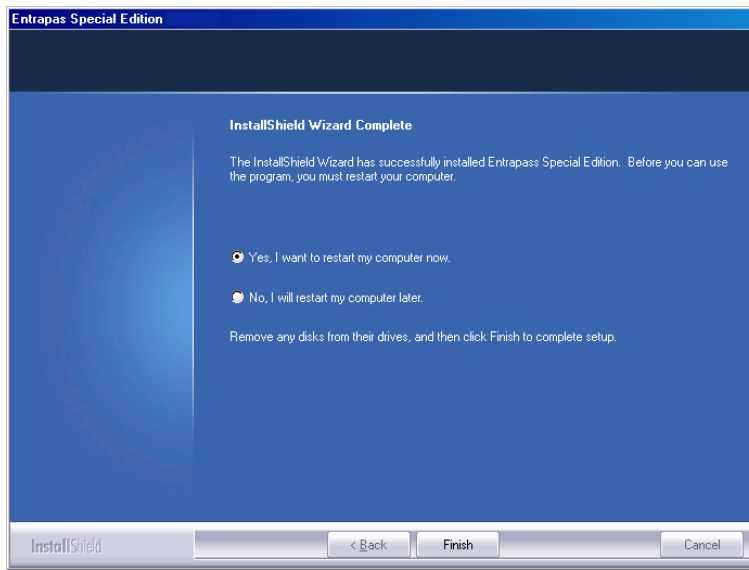 Entrapas Special Edition
InstallShield Wizard Complete
The InstallShield Wizard has successfully installed Entrapass Special Edition.  Before you can use
the program, you must restart your computer.
Yes, I want to restart my computer now.
No, I will restart my computer later.
Remove any disks from their drives, and then click Finish to complete setup.
InstallShield
< Back
Finish
Cancel